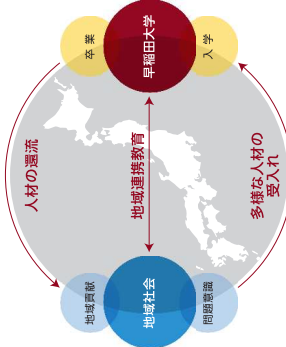 人材の還流
卒業
早稲田大学
入学
地域連携教育
地域貢献
地域社会
問題意識
多様な人材の
受入れ